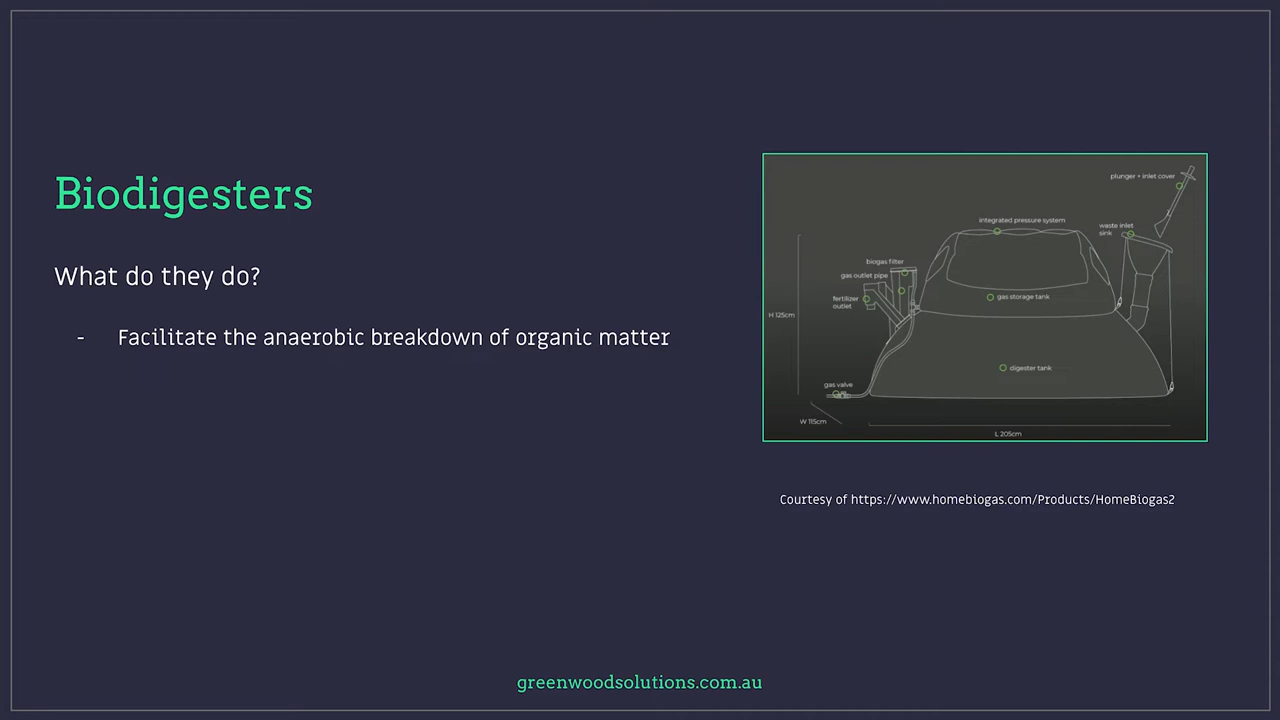 Biodigesters
What do they do?
- Facilitate the anaerobic breakdown of organic matter
plunger + inlet cover
integrated pressure system
waste inlet
sink
biogas filter
gas outlet pipe
fertilizer
outlet
gas storage tank
H 125cm
digester tank
gas valve
W 115cm
L 205cm
Courtesy of https://www.homebiogas.com/Products/HomeBiogas2
greenwoodsolutions.com.au